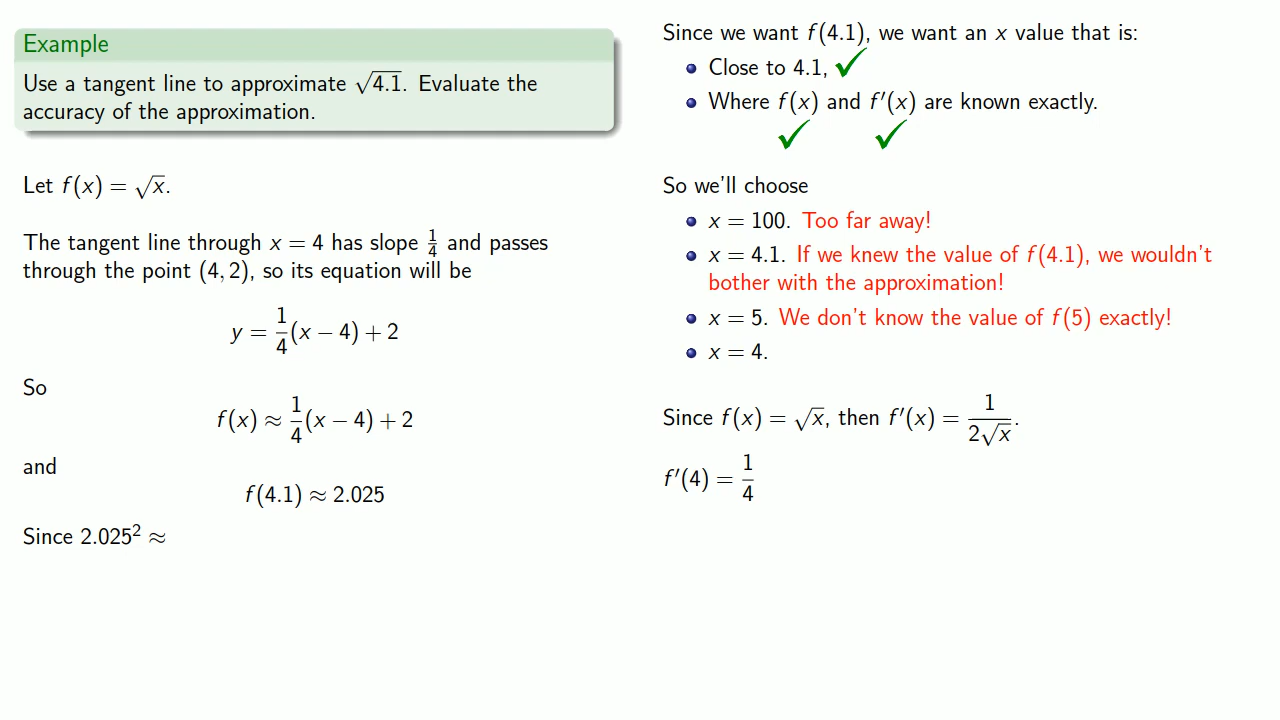 Example
Use a tangent line to approximate √4.1. Evaluate the
accuracy of the approximation.
Let f(x) = √x.
The tangent line through x = 4 has slope 1/4 and passes
through the point (4, 2), so its equation will be
y = 1/4(x − 4) + 2
So
f(x) ≈ 1/4(x − 4) + 2
and
f(4.1) ≈ 2.025
Since 2.025² ≈
Since we want f(4.1), we want an x value that is:
• Close to 4.1, ✓
• Where f(x) and f′(x) are known exactly.
✓ ✓
So we'll choose
• x = 100. Too far away!
• x = 4.1. If we knew the value of f(4.1), we wouldn't
bother with the approximation!
• x = 5. We don't know the value of f(5) exactly!
• x = 4.
Since f(x) = √x, then f′(x) = 1/(2√x).
f′(4) = 1/4